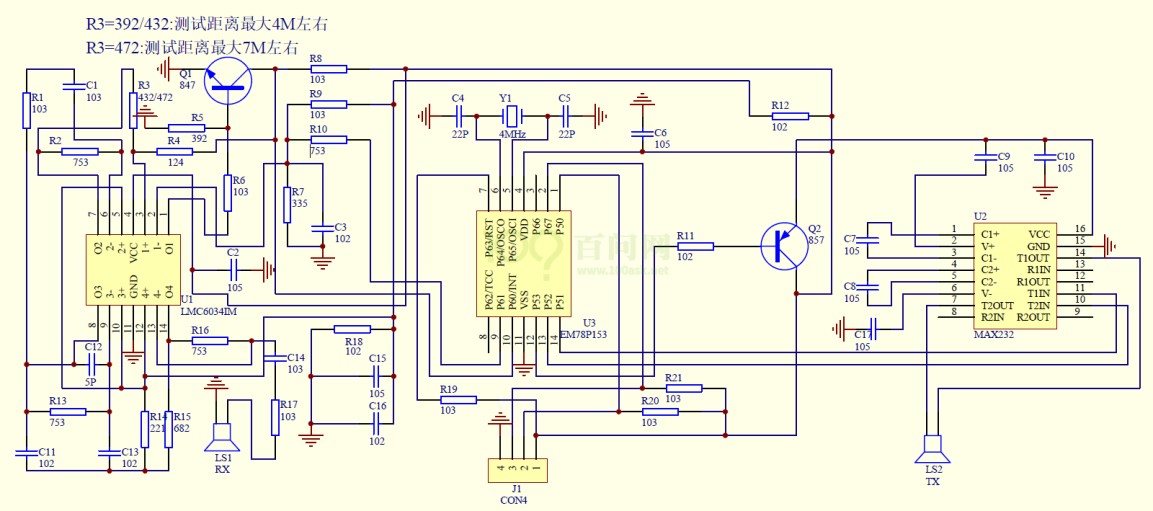 R3=392/432:测试距离最大4M左右
R3=472:测试距离最大7M左右
Q1
847
R8
103
R9
103
R10
753
R1
103
C1
103
R3
432/472
R5
392
R4
124
R2
753
R6
103
R7
335
C3
102
C2
105
7 6 5 4 3 2 1
O2 2- 2+ VCC 1+ 1- O1
O3 3- 3+ GND 4+ 4- O4
8 9 10 11 12 13 14
U1
LMC6034IM
C12
5P
R16
753
C14
103
R17
103
R13
753
R14
221
R15
682
C11
102
C13
102
LS1
RX
R18
102
C15
105
C16
102
C4
22P
Y1
4MHz
C5
22P
C6
105
R12
102
7 6 5 4 3 2 1
P63/RST P64/OSCO P65/OSCI VDD P66 P67 P50
P62/TCC P61 P60/INT VSS P53 P52 P51
8 9 10 11 12 13 14
U3
EM78P153
百问网
www.100ask.net
R11
102
Q2
857
R19
103
R21
103
R20
103
4 3 2 1
J1
CON4
C9
105
C10
105
C7
105
C8
105
C17
105
U2
1 C1+ VCC 16
2 V+ GND 15
3 C1- T1OUT 14
4 C2+ R1IN 13
5 C2- R1OUT 12
6 V- T1IN 11
7 T2OUT T2IN 10
8 R2IN R2OUT 9
MAX232
LS2
TX